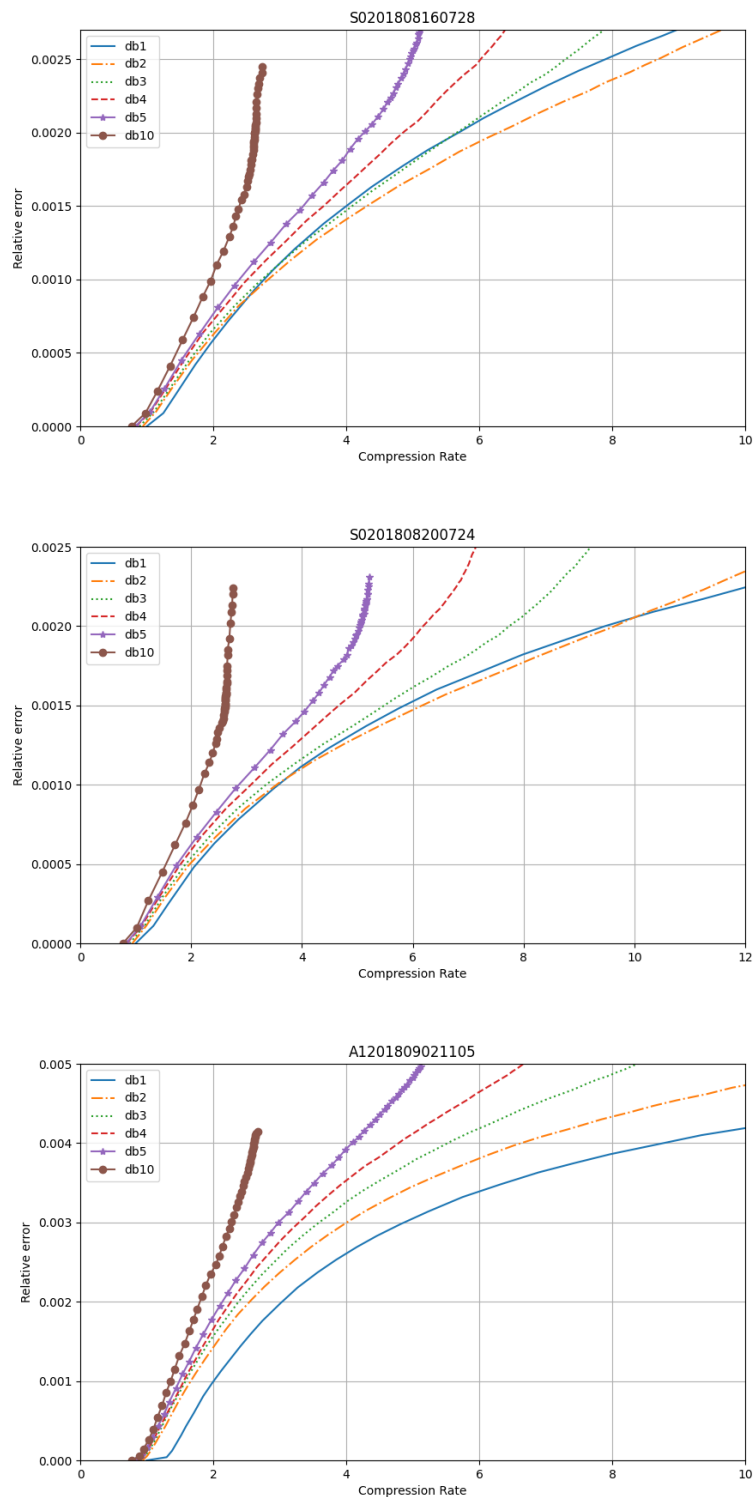 S0201808160728
0.0025
0.0020
0.0015
0.0010
0.0005
0.0000
Relative error
db1
db2
db3
db4
db5
db10
0 2 4 6 8 10
Compression Rate
S0201808200724
0.0025
0.0020
0.0015
0.0010
0.0005
0.0000
Relative error
db1
db2
db3
db4
db5
db10
0 2 4 6 8 10 12
Compression Rate
A1201809021105
0.005
0.004
0.003
0.002
0.001
0.000
Relative error
db1
db2
db3
db4
db5
db10
0 2 4 6 8 10
Compression Rate